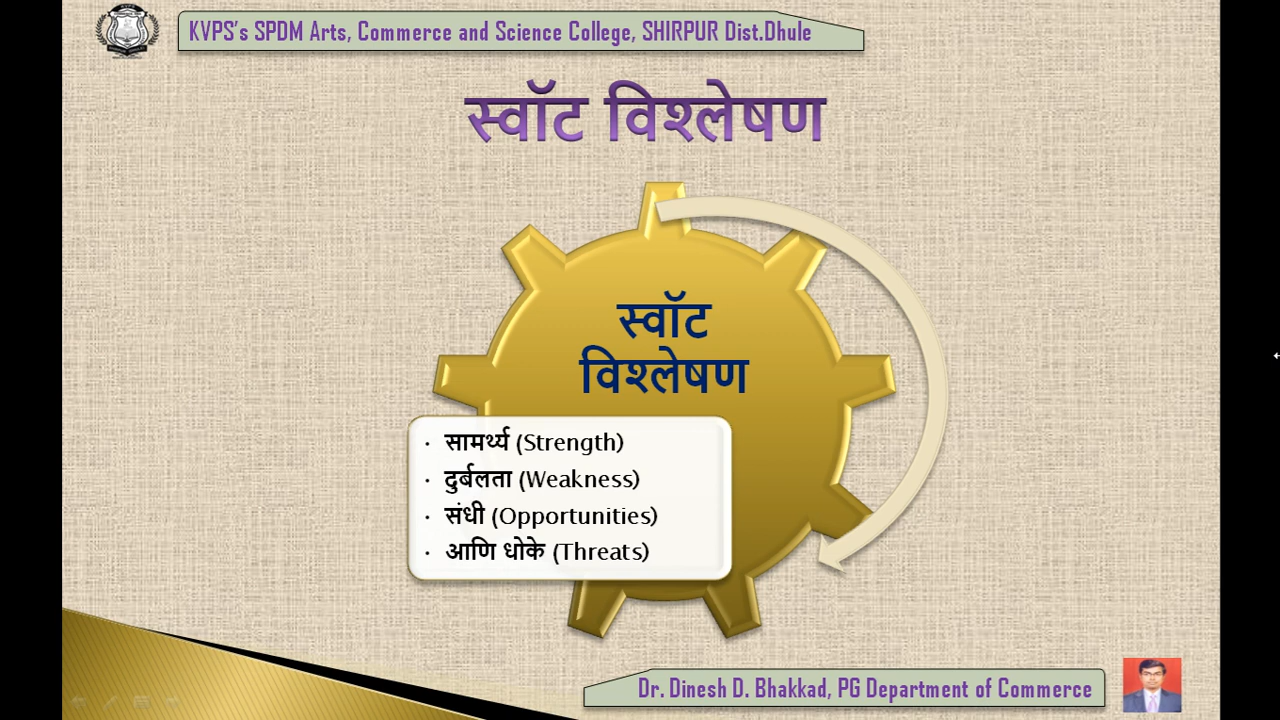 KVPS's SPDM Arts, Commerce and Science College, SHIRPUR Dist.Dhule
स्वॉट विश्लेषण
स्वॉट
विश्लेषण
• सामर्थ्य (Strength)
• दुर्बलता (Weakness)
• संधी (Opportunities)
• आणि धोके (Threats)
Dr. Dinesh D. Bhakkad, PG Department of Commerce